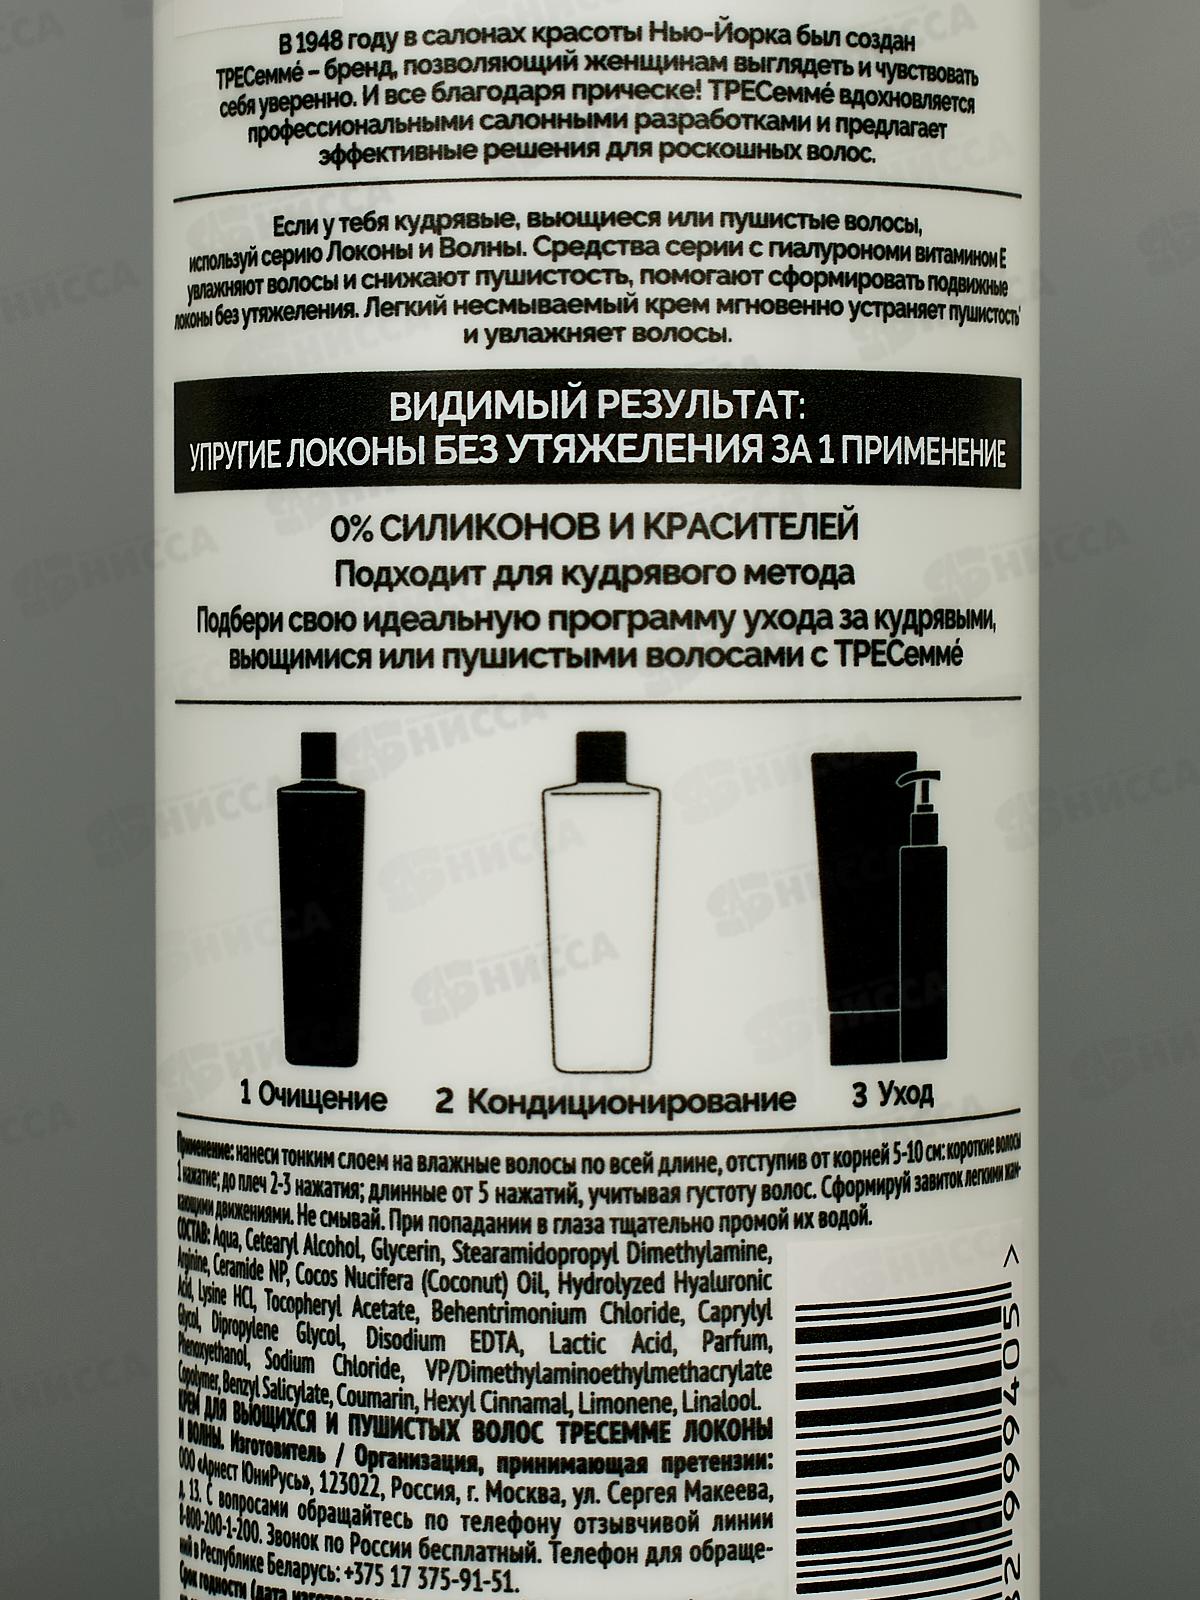 В 1948 году в салонах красоты Нью-Йорка был создан
ТРЕСеммé – бренд, позволяющий женщинам выглядеть и чувствовать
себя уверенно. И все благодаря прическе! ТРЕСеммé вдохновляется
профессиональными салонными разработками и предлагает
эффективные решения для роскошных волос.
Если у тебя кудрявые, вьющиеся или пушистые волосы,
используй серию Локоны и Волны. Средства серии с гиалурономи витамином Е
увлажняют волосы и снижают пушистость, помогают сформировать подвижные
локоны без утяжеления. Легкий несмываемый крем мгновенно устраняет пушистость
и увлажняет волосы.
ВИДИМЫЙ РЕЗУЛЬТАТ:
УПРУГИЕ ЛОКОНЫ БЕЗ УТЯЖЕЛЕНИЯ ЗА 1 ПРИМЕНЕНИЕ
0% СИЛИКОНОВ И КРАСИТЕЛЕЙ
Подходит для кудрявого метода
Подбери свою идеальную программу ухода за кудрявыми,
вьющимися или пушистыми волосами с ТРЕСеммé
1 Очищение
2 Кондиционирование
3 Уход
Применение: нанеси тонким слоем на влажные волосы по всей длине, отступив от корней 5-10 см: короткие волосы
1 нажатие; до плеч 2-3 нажатия; длинные от 5 нажатий, учитывая густоту волос. Сформируй завиток легкими жа-
кающими движениями. Не смывай. При попадании в глаза тщательно промой их водой.
СОСТАВ: Aqua, Cetearyl Alcohol, Glycerin, Stearamidopropyl Dimethylamine,
Arginine, Ceramide NP, Cocos Nucifera (Coconut) Oil, Hydrolyzed Hyaluronic
Acid, Lysine HCl, Tocopheryl Acetate, Behentrimonium Chloride, Caprylyl
Glycol, Dipropylene Glycol, Disodium EDTA, Lactic Acid, Parfum,
Phenoxyethanol, Sodium Chloride, VP/Dimethylaminoethylmethacrylate
Copolymer, Benzyl Salicylate, Coumarin, Hexyl Cinnamal, Limonene, Linalool.
КРЕМ ДЛЯ ВЬЮЩИХСЯ И ПУШИСТЫХ ВОЛОС ТРЕСЕММЕ ЛОКОНЫ
И ВОЛНЫ. Изготовитель / Организация, принимающая претензии:
ООО «Арнест ЮниРусь», 123022, Россия, г. Москва, ул. Сергея Макеева,
д. 13. С вопросами обращайтесь по телефону отзывчивой линии
8-800-200-1-200. Звонок по России бесплатный. Телефон для обраще-
ний в Республике Беларусь: +375 17 375-91-51.
Срок годности (дата
АБНИССА